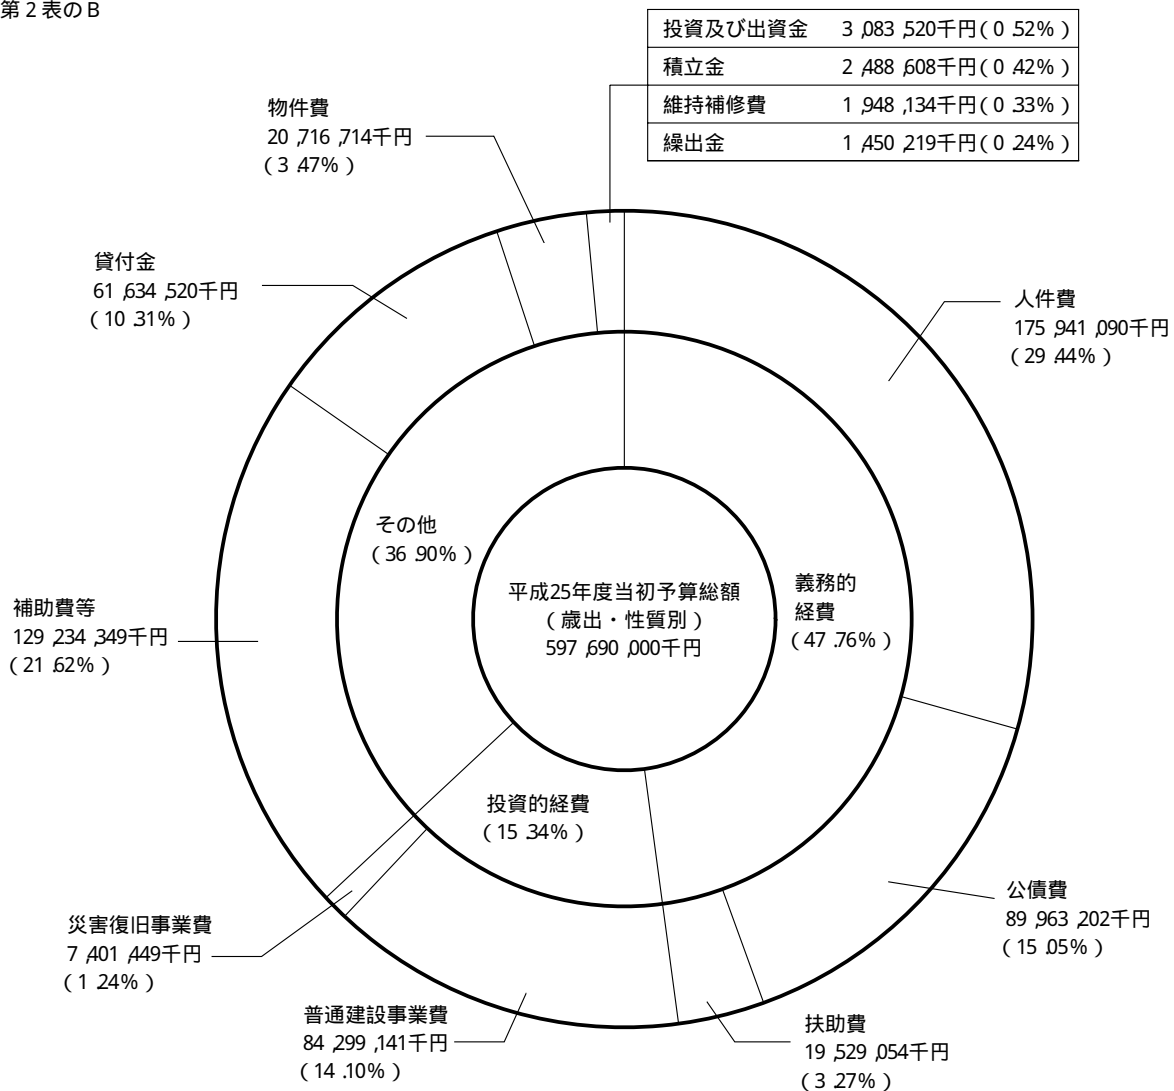 第2表のB
投資及び出資金 3,083,520千円(0.52%)
積立金 2,488,608千円(0.42%)
維持補修費 1,948,134千円(0.33%)
繰出金 1,450,219千円(0.24%)
物件費
20,716,714千円
(3.47%)
貸付金
61,634,520千円
(10.31%)
人件費
175,941,090千円
(29.44%)
その他
(36.90%)
平成25年度当初予算総額
(歳出・性質別)
597,690,000千円
義務的
経費
(47.76%)
補助費等
129,234,349千円
(21.62%)
投資的経費
(15.34%)
災害復旧事業費
7,401,449千円
(1.24%)
公債費
89,963,202千円
(15.05%)
普通建設事業費
84,299,141千円
(14.10%)
扶助費
19,529,054千円
(3.27%)